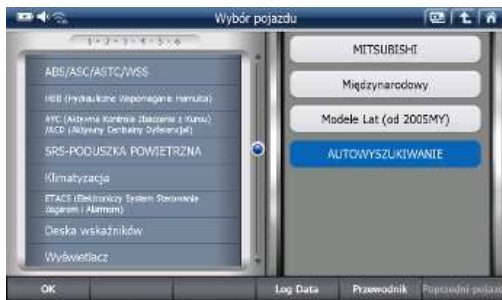 Wybór pojazdu
1 • 2 • 3 • 4 • 5 • 6
ABS/ASC/ASTC/WSS
HBB (Hydrauliczne Wspomaganie Hamulca)
AYC (Aktywna Kontrola Zbaczania z Kursu)
/ACD (Aktywny Centralny Dyferencjał)
SRS-PODUSZKA POWIETRZNA
Klimatyzacja
ETACS (Elektroniczy System Sterowania
Zegarem i Alarmem)
Deska wskaźników
Wyświetlacz
MITSUBISHI
Międzynarodowy
Modele Lat (od 2005MY)
AUTOWYSZUKIWANIE
OK
Log Data
Przewodnik
Poprzedni pojazd